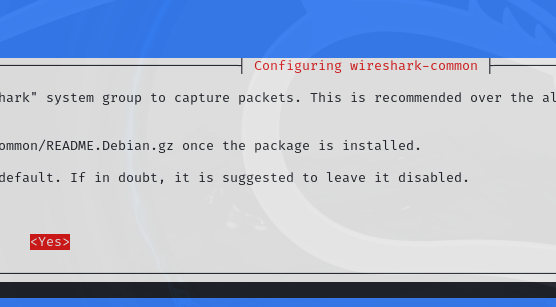 Configuring wireshark-common
hark" system group to capture packets. This is recommended over the al
ommon/README.Debian.gz once the package is installed.
default. If in doubt, it is suggested to leave it disabled.
<Yes>